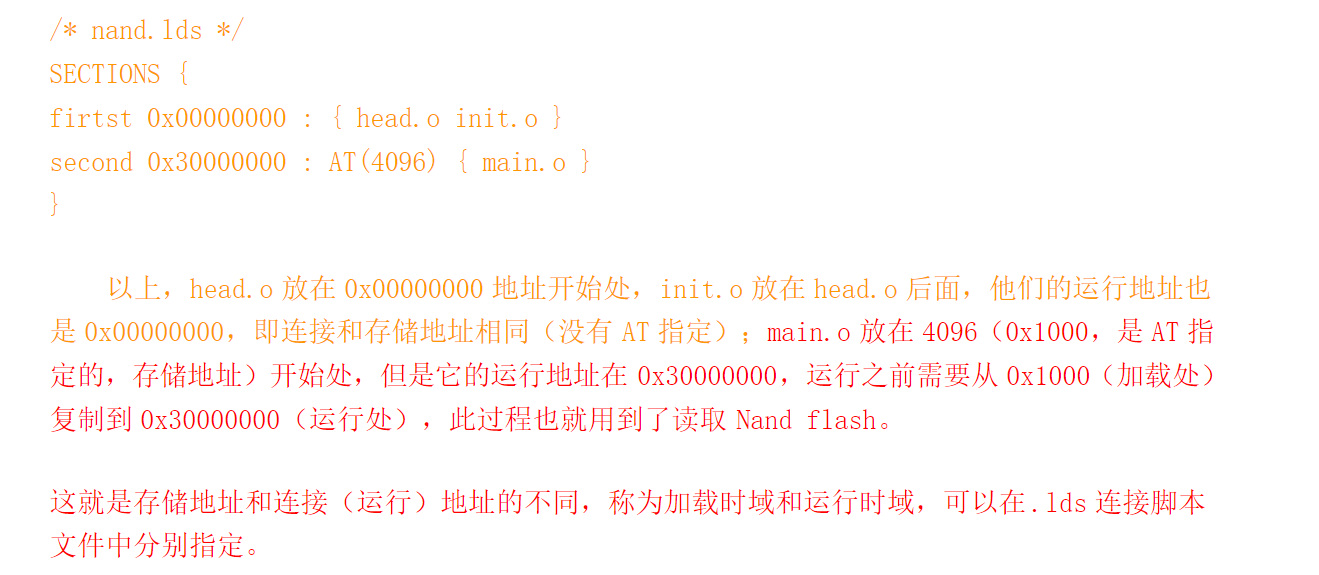 /* nand.lds */
SECTIONS {
firtst 0x00000000 : { head.o init.o }
second 0x30000000 : AT(4096) { main.o }
}
以上，head.o 放在 0x00000000 地址开始处，init.o 放在 head.o 后面，他们的运行地址也
是 0x00000000，即连接和存储地址相同（没有 AT 指定）；main.o 放在 4096（0x1000，是 AT 指
定的，存储地址）开始处，但是它的运行地址在 0x30000000，运行之前需要从 0x1000（加载处）
复制到 0x30000000（运行处），此过程也就用到了读取 Nand flash。
这就是存储地址和连接（运行）地址的不同，称为加载时域和运行时域，可以在.lds 连接脚本
文件中分别指定。